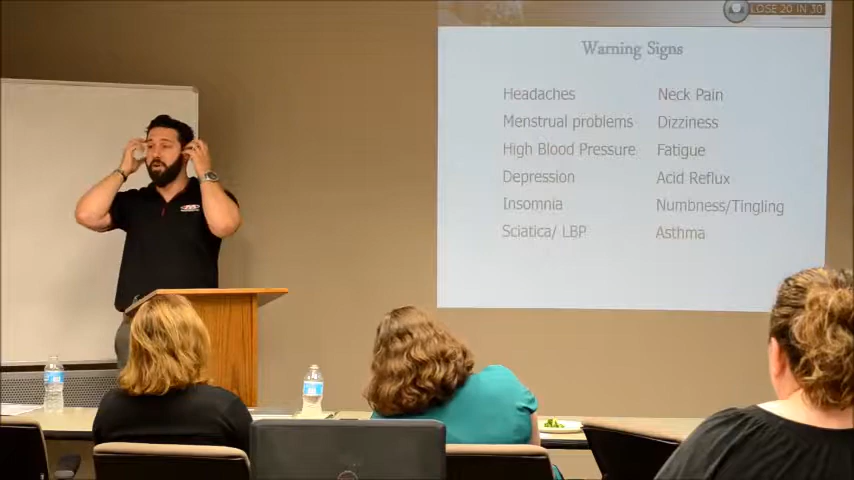 LOSE 20 IN 30
Warning Signs
Headaches
Menstrual problems
High Blood Pressure
Depression
Insomnia
Sciatica/ LBP
Neck Pain
Dizziness
Fatigue
Acid Reflux
Numbness/Tingling
Asthma